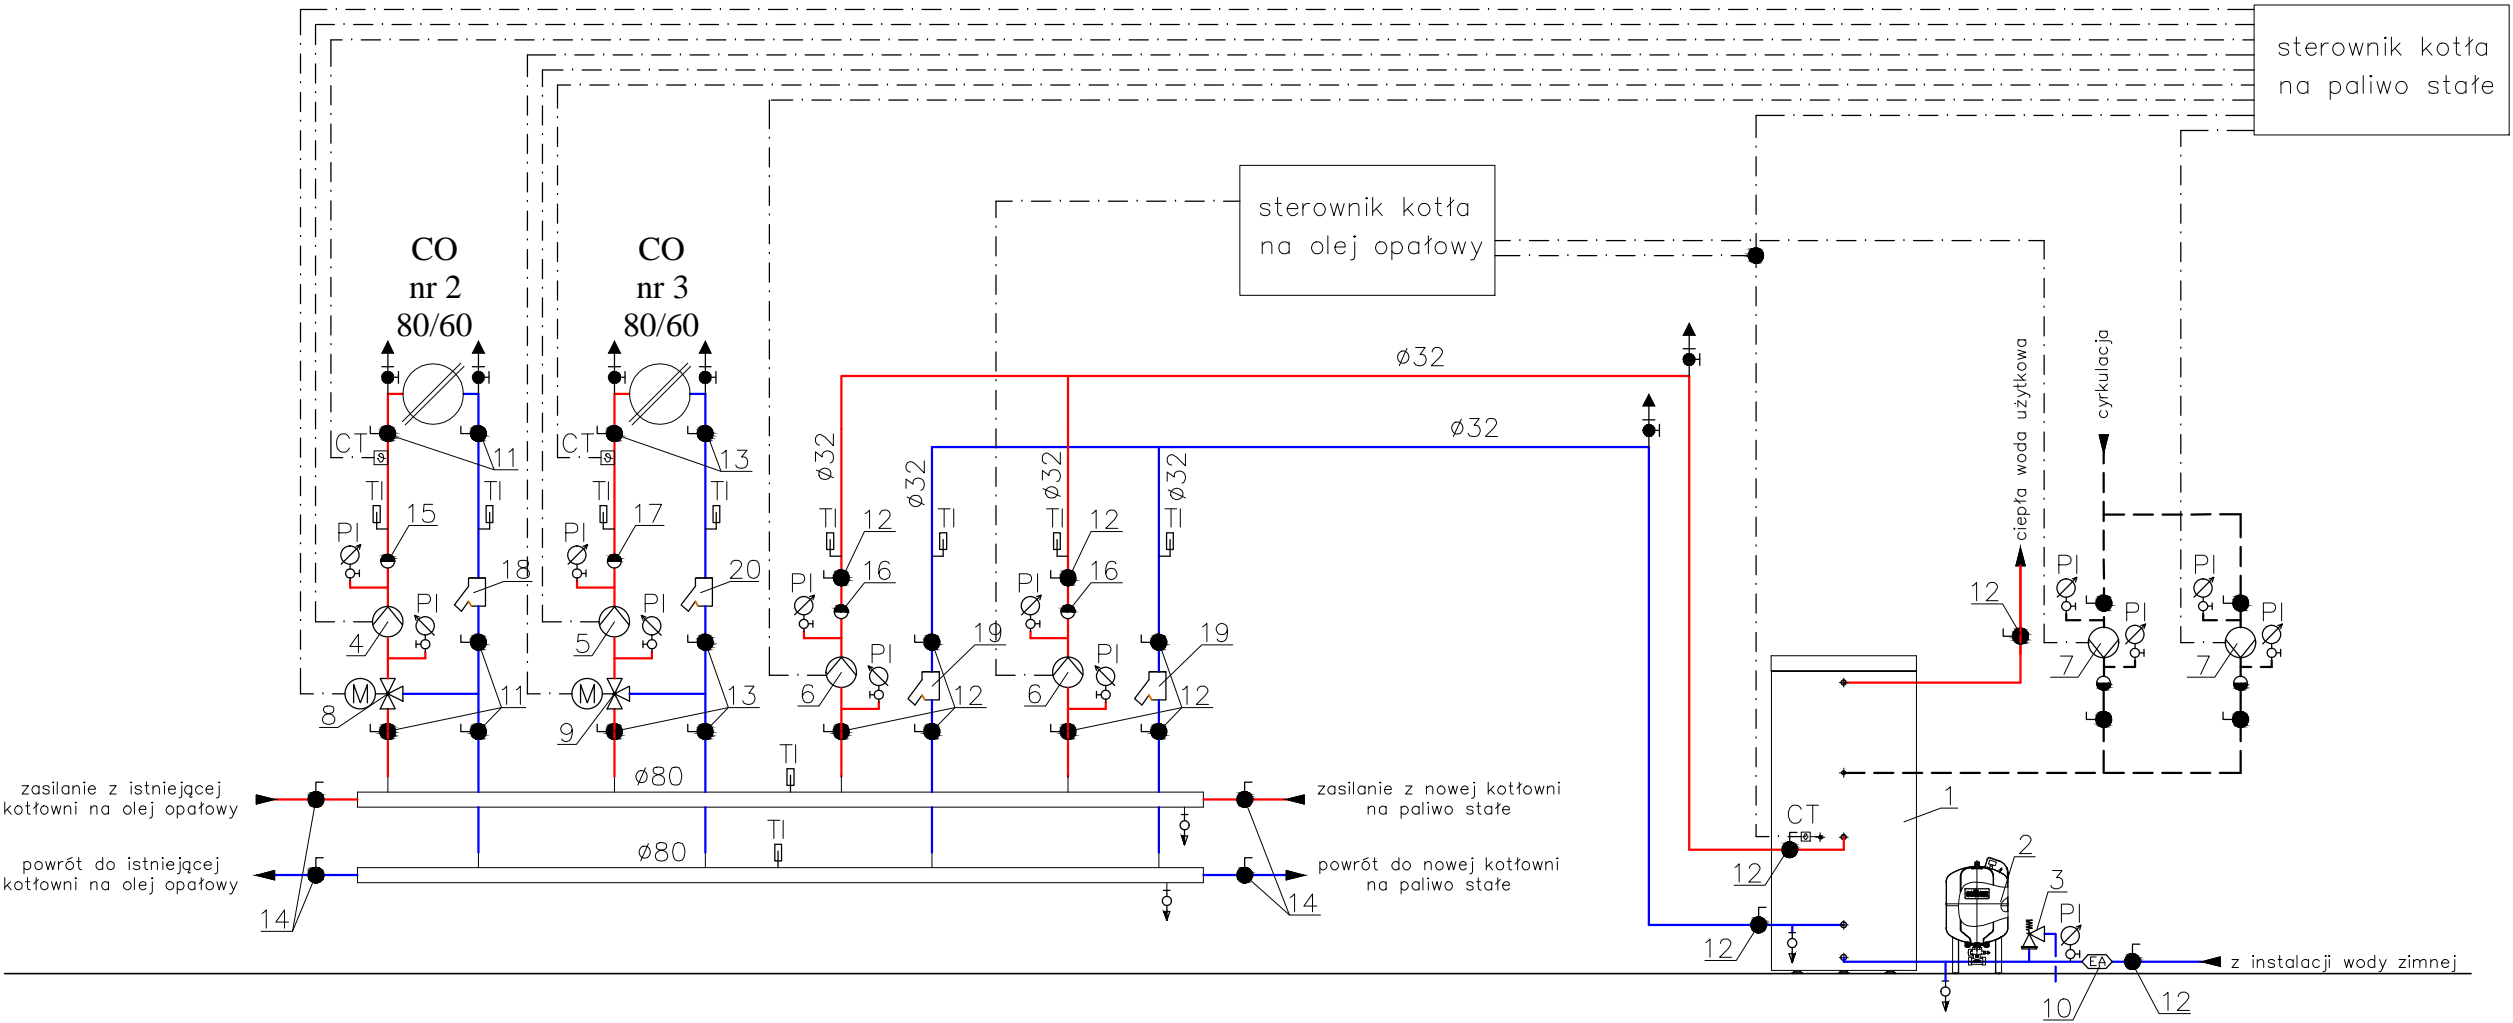 sterownik kotła
na paliwo stałe
sterownik kotła
na olej opałowy
CO
nr 2
80/60
CO
nr 3
80/60
ø32
ø32
ø32
ø32
ø32
ø32
ciepła woda użytkowa
cyrkulacja
CT
11
CT
13
TI
TI
TI
TI
15
17
TI
12
TI
TI
12
TI
PI
PI
18
20
16
16
PI
PI
PI
PI
PI
PI
12
PI
PI
4
5
19
19
PI
PI
7
7
M
M
6
6
8
11
9
13
12
12
TI
ø80
zasilanie z istniejącej
kotłowni na olej opałowy
zasilanie z nowej kotłowni
na paliwo stałe
1
CT
TI
ø80
powrót do istniejącej
kotłowni na olej opałowy
powrót do nowej kotłowni
na paliwo stałe
12
2
3
PI
14
14
12
EA
z instalacji wody zimnej
10
12